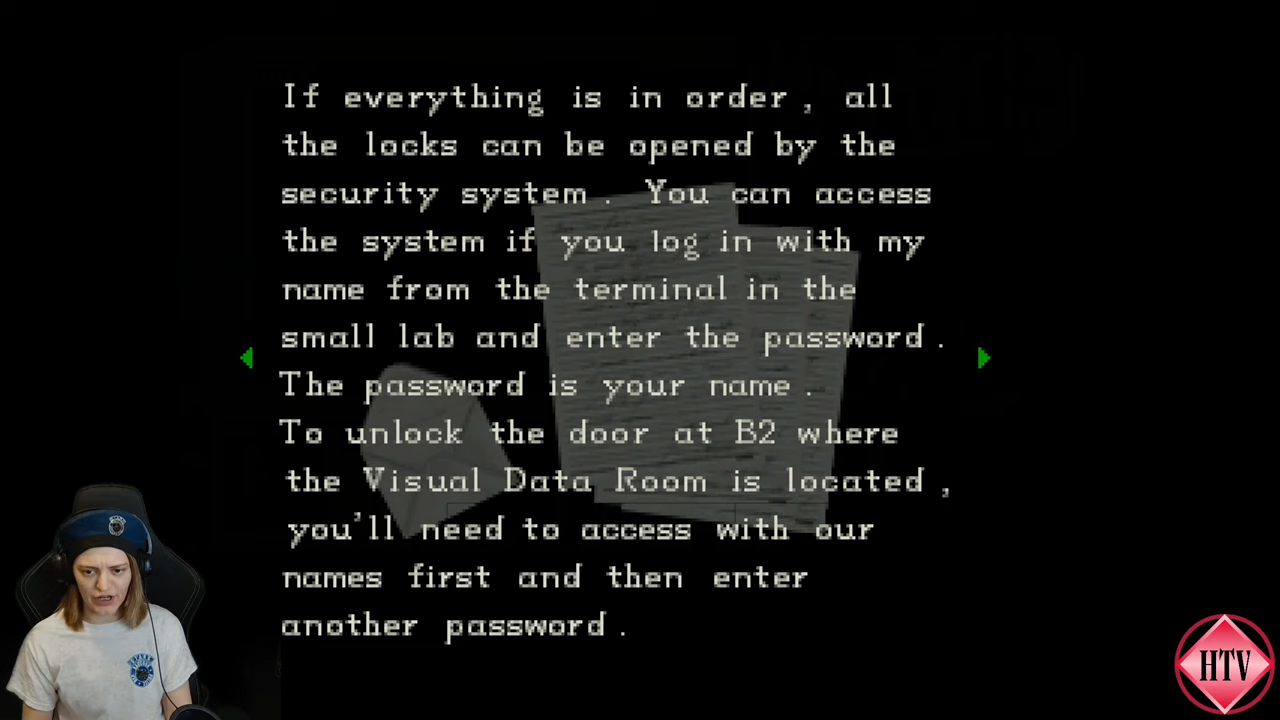 If everything is in order, all
the locks can be opened by the
security system. You can access
the system if you log in with my
name from the terminal in the
small lab and enter the password.
The password is your name.
To unlock the door at B2 where
the Visual Data Room is located,
you'll need to access with our
names first and then enter
another password.
HTV